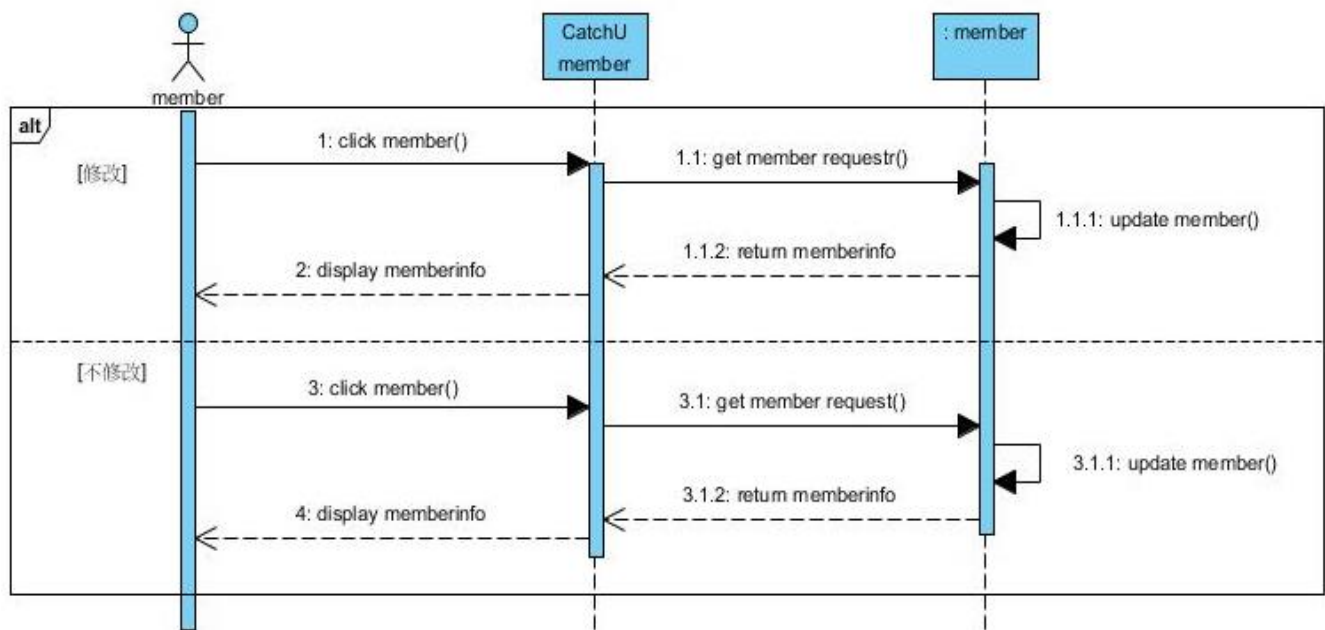 CatchU
member
: member
member
alt
1: click member()
[修改]
1.1: get member requestr()
1.1.1: update member()
1.1.2: return memberinfo
2: display memberinfo
[不修改]
3: click member()
3.1: get member request()
3.1.1: update member()
3.1.2: return memberinfo
4: display memberinfo